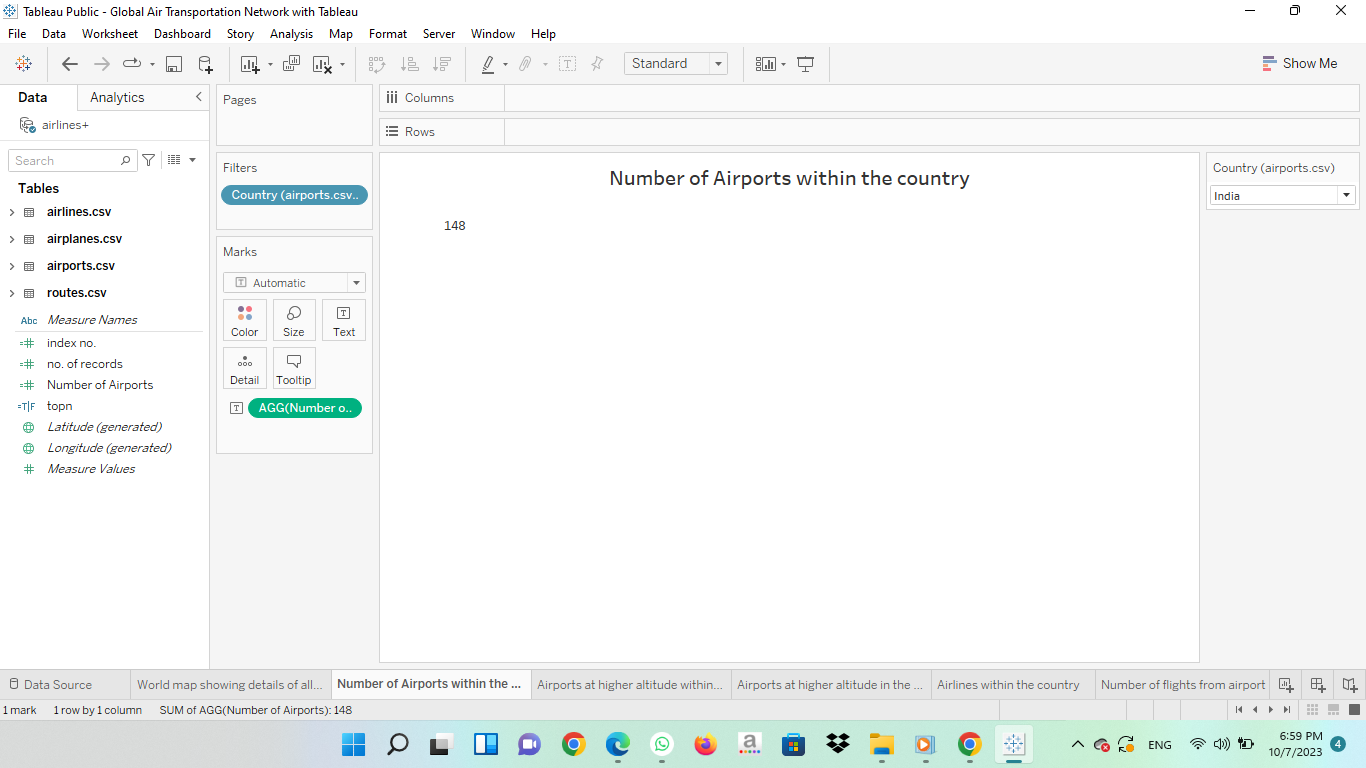 Tableau Public - Global Air Transportation Network with Tableau
File Data Worksheet Dashboard Story Analysis Map Format Server Window Help
Standard
Show Me
Data
Analytics
airlines+
Search
Tables
airlines.csv
airplanes.csv
airports.csv
routes.csv
Abc Measure Names
index no.
no. of records
Number of Airports
=T|F topn
Latitude (generated)
Longitude (generated)
Measure Values
Pages
Filters
Country (airports.csv..
Marks
Automatic
Color Size Text
Detail Tooltip
AGG(Number o..
Columns
Rows
Number of Airports within the country
148
Country (airports.csv)
India
Data Source
World map showing details of all...
Number of Airports within the ...
Airports at higher altitude within...
Airports at higher altitude in the ...
Airlines within the country
Number of flights from airport
1 mark 1 row by 1 column SUM of AGG(Number of Airports): 148
ENG
6:59 PM
10/7/2023
4